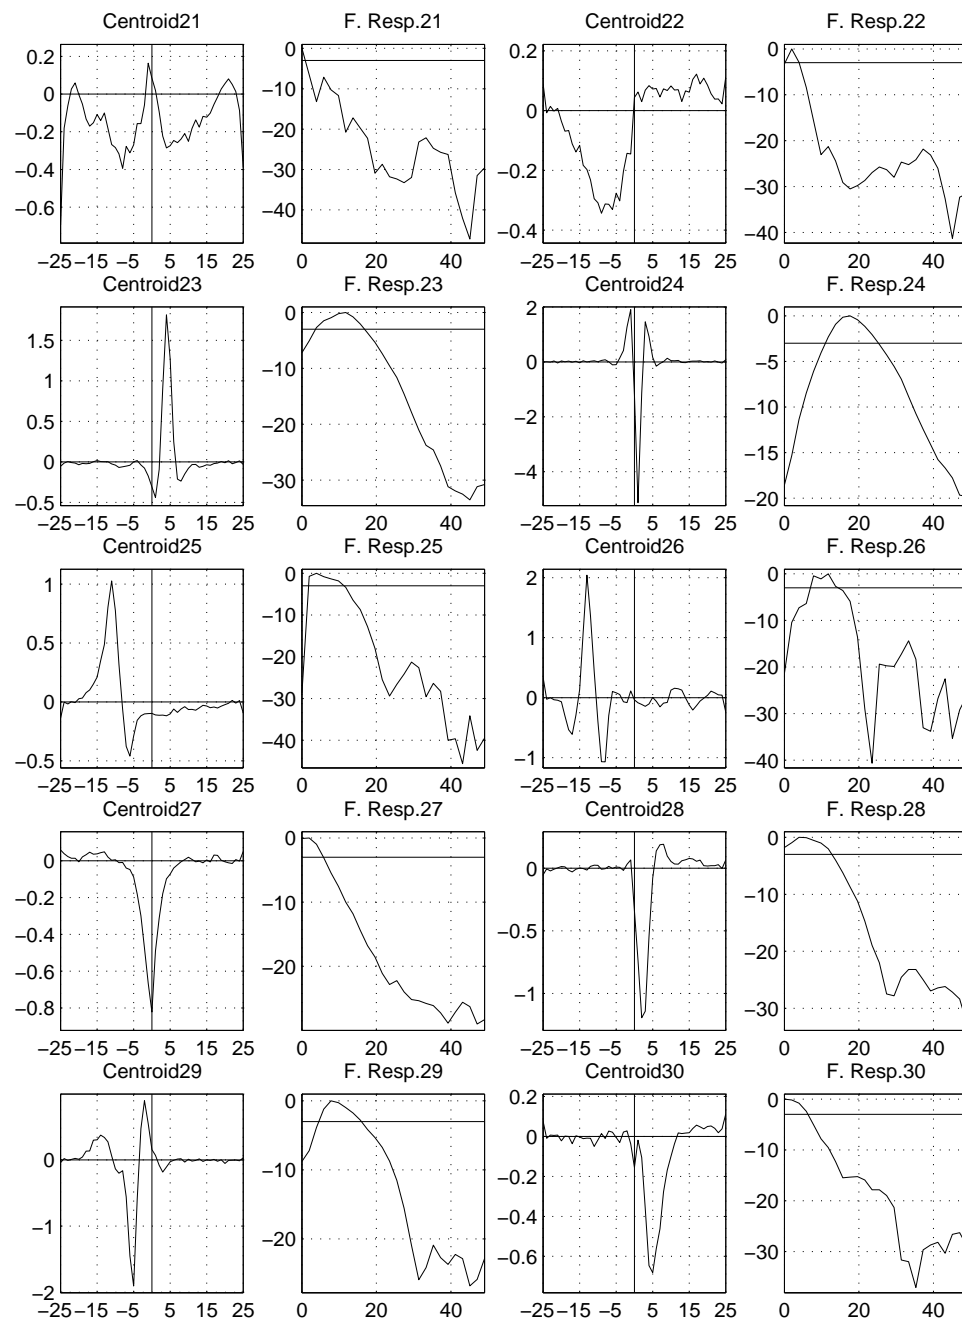 Centroid21 F. Resp.21 Centroid22 F. Resp.22
0.2 0 −0.2 −0.4 −0.6
0 −10 −20 −30 −40
0.2 0 −0.2 −0.4
0 −10 −20 −30 −40
−25 −15 −5 5 15 25 0 20 40 −25 −15 −5 5 15 25 0 20 40
Centroid23 F. Resp.23 Centroid24 F. Resp.24
1.5 1 0.5 0 −0.5
0 −10 −20 −30
2 0 −2 −4
0 −5 −10 −15 −20
−25 −15 −5 5 15 25 0 20 40 −25 −15 −5 5 15 25 0 20 40
Centroid25 F. Resp.25 Centroid26 F. Resp.26
1 0.5 0 −0.5
0 −10 −20 −30 −40
2 1 0 −1
0 −10 −20 −30 −40
−25 −15 −5 5 15 25 0 20 40 −25 −15 −5 5 15 25 0 20 40
Centroid27 F. Resp.27 Centroid28 F. Resp.28
0 −0.2 −0.4 −0.6 −0.8
0 −10 −20
0 −0.5 −1
0 −10 −20 −30
−25 −15 −5 5 15 25 0 20 40 −25 −15 −5 5 15 25 0 20 40
Centroid29 F. Resp.29 Centroid30 F. Resp.30
0 −1 −2
0 −10 −20
0.2 0 −0.2 −0.4 −0.6
0 −10 −20 −30
−25 −15 −5 5 15 25 0 20 40 −25 −15 −5 5 15 25 0 20 40